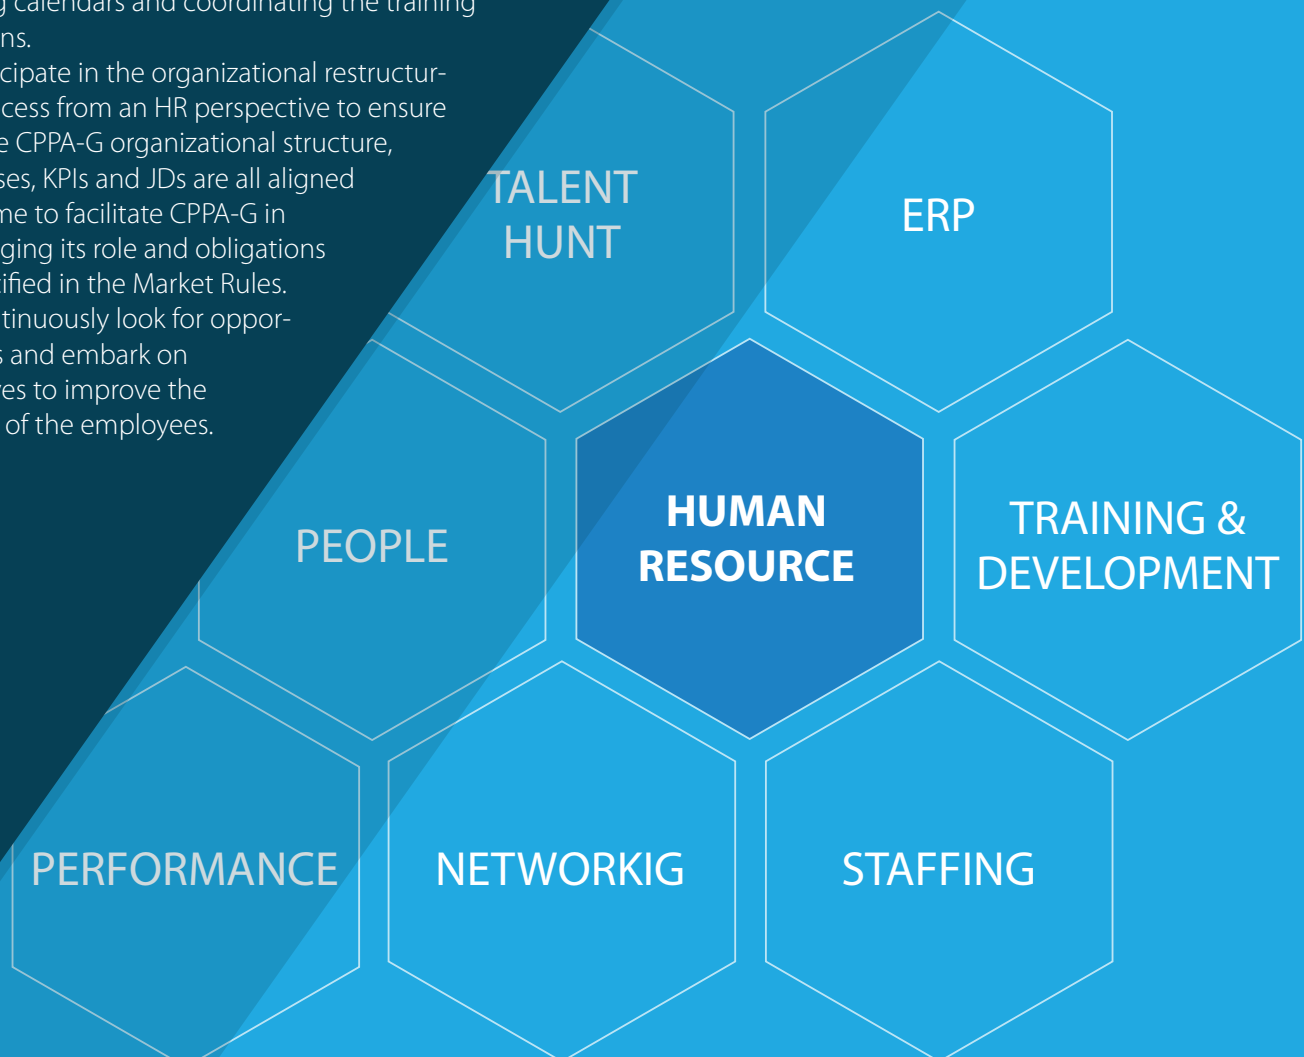 g calendars and coordinating the training
ns.
cipate in the organizational restructur-
cess from an HR perspective to ensure
e CPPA-G organizational structure,
ses, KPIs and JDs are all aligned
me to facilitate CPPA-G in
ging its role and obligations
ified in the Market Rules.
tinuously look for oppor-
s and embark on
ves to improve the
of the employees.
TALENT
HUNT
ERP
PEOPLE
HUMAN
RESOURCE
TRAINING &
DEVELOPMENT
PERFORMANCE
NETWORKIG
STAFFING